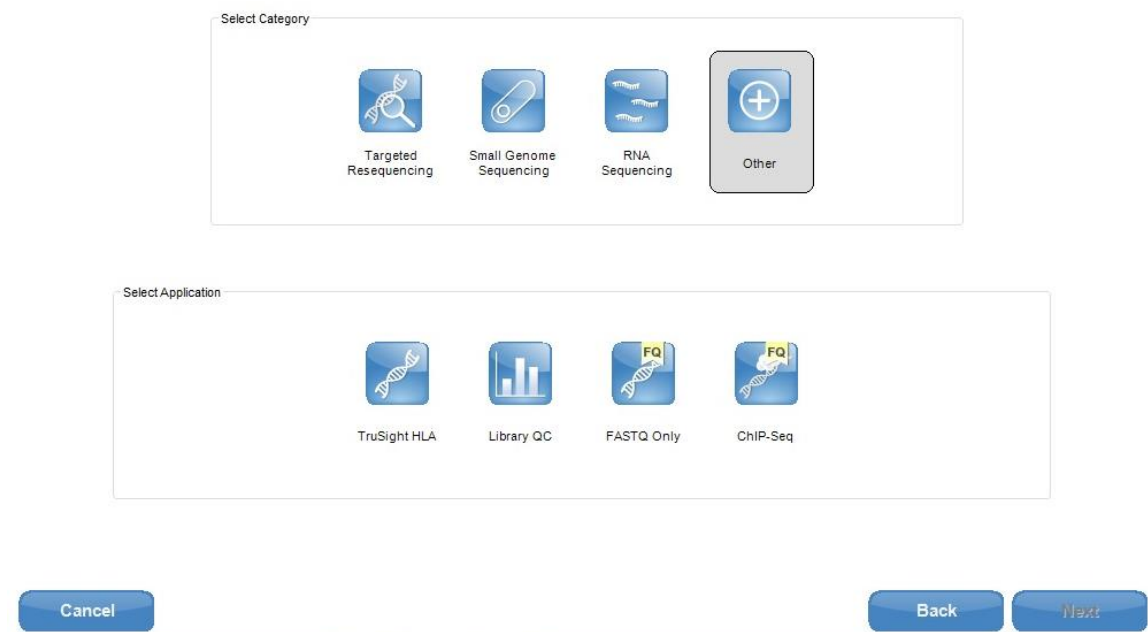 Select Category
Targeted
Resequencing
Small Genome
Sequencing
RNA
Sequencing
Other
Select Application
FQ
FQ
TruSight HLA
Library QC
FASTQ Only
ChIP-Seq
Cancel
Back
Next